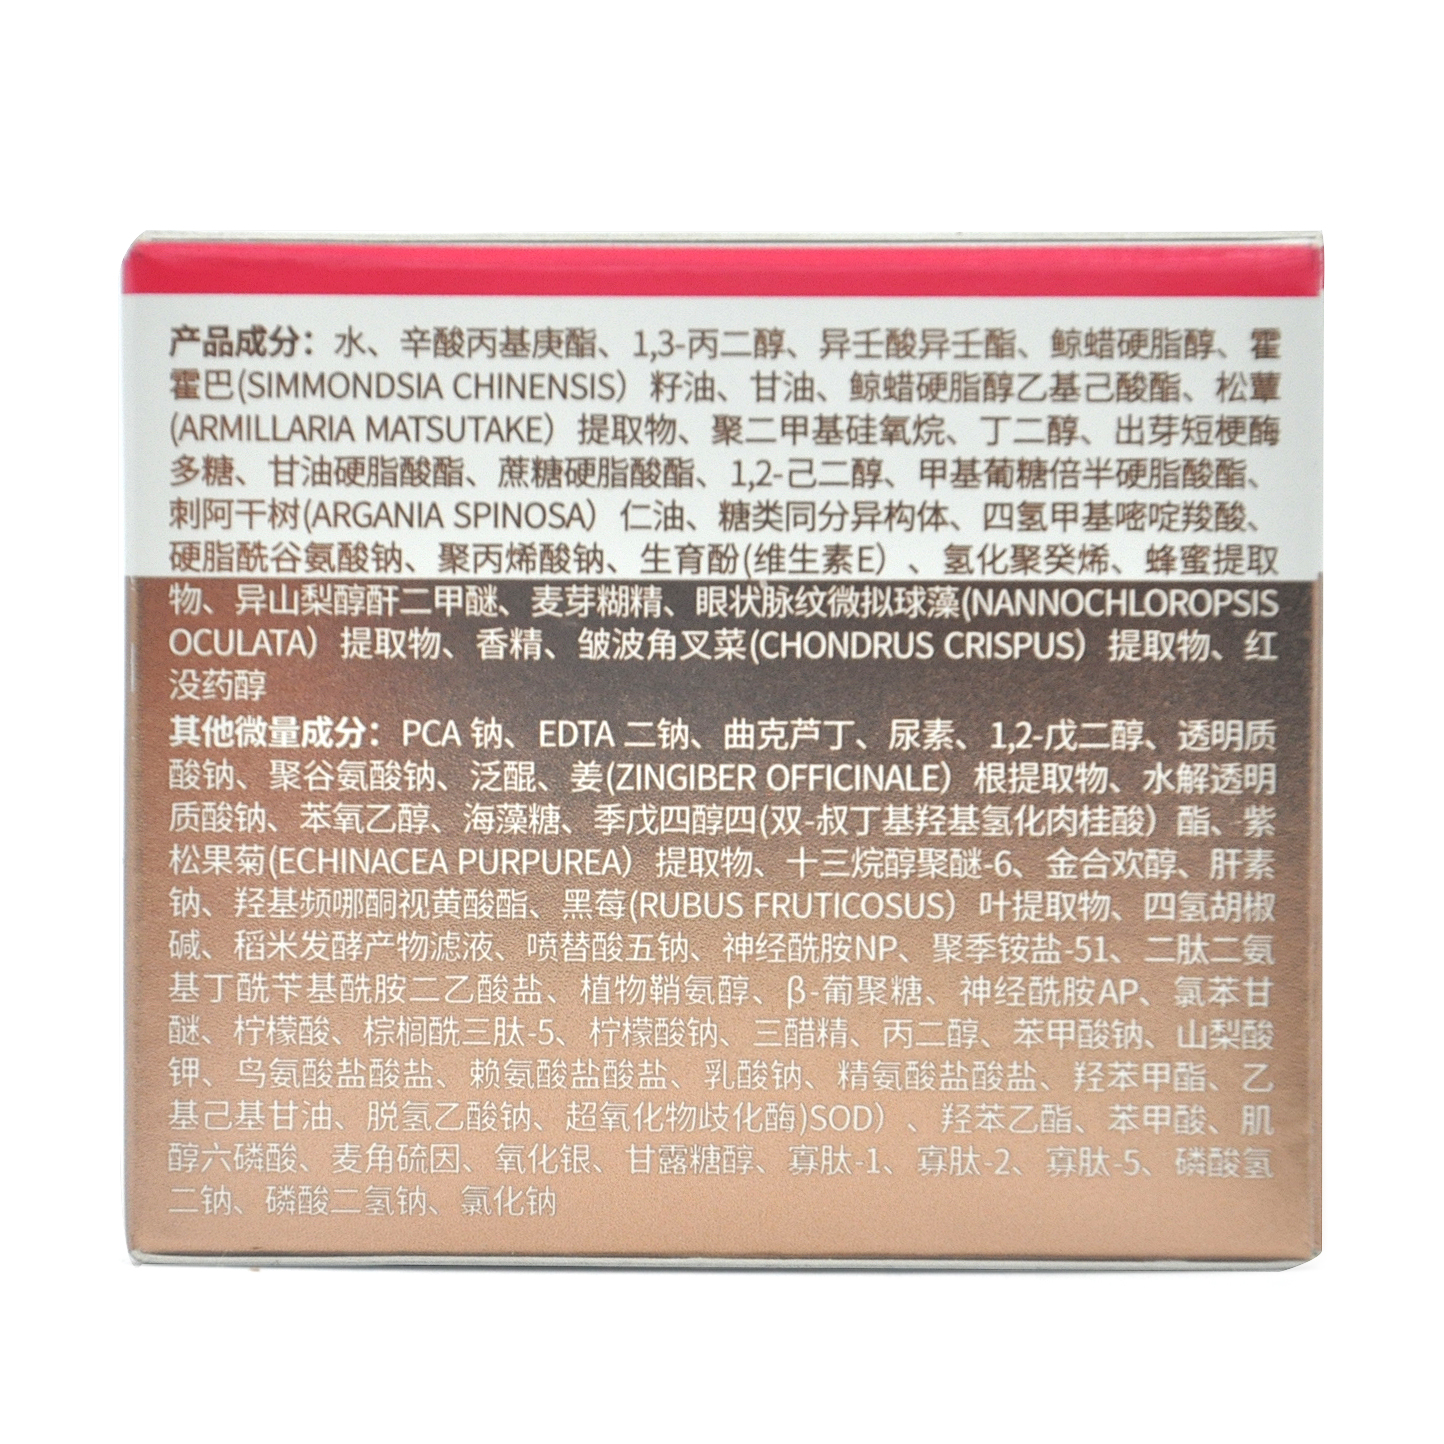 产品成分：水、辛酸丙基庚酯、1,3-丙二醇、异壬酸异壬酯、鲸蜡硬脂醇、霍
霍巴(SIMMONDSIA CHINENSIS）籽油、甘油、鲸蜡硬脂醇乙基己酸酯、松蕈
(ARMILLARIA MATSUTAKE）提取物、聚二甲基硅氧烷、丁二醇、出芽短梗酶
多糖、甘油硬脂酸酯、蔗糖硬脂酸酯、1,2-己二醇、甲基葡糖倍半硬脂酸酯、
刺阿干树(ARGANIA SPINOSA）仁油、糖类同分异构体、四氢甲基嘧啶羧酸、
硬脂酰谷氨酸钠、聚丙烯酸钠、生育酚(维生素E）、氢化聚癸烯、蜂蜜提取
物、异山梨醇酐二甲醚、麦芽糊精、眼状脉纹微拟球藻(NANNOCHLOROPSIS
OCULATA）提取物、香精、皱波角叉菜(CHONDRUS CRISPUS）提取物、红
没药醇
其他微量成分：PCA 钠、EDTA 二钠、曲克芦丁、尿素、1,2-戊二醇、透明质
酸钠、聚谷氨酸钠、泛醌、姜(ZINGIBER OFFICINALE）根提取物、水解透明
质酸钠、苯氧乙醇、海藻糖、季戊四醇四(双-叔丁基羟基氢化肉桂酸）酯、紫
松果菊(ECHINACEA PURPUREA）提取物、十三烷醇聚醚-6、金合欢醇、肝素
钠、羟基频哪酮视黄酸酯、黑莓(RUBUS FRUTICOSUS）叶提取物、四氢胡椒
碱、稻米发酵产物滤液、喷替酸五钠、神经酰胺NP、聚季铵盐-51、二肽二氨
基丁酰苄基酰胺二乙酸盐、植物鞘氨醇、β-葡聚糖、神经酰胺AP、氯苯甘
醚、柠檬酸、棕榈酰三肽-5、柠檬酸钠、三醋精、丙二醇、苯甲酸钠、山梨酸
钾、鸟氨酸盐酸盐、赖氨酸盐酸盐、乳酸钠、精氨酸盐酸盐、羟苯甲酯、乙
基己基甘油、脱氢乙酸钠、超氧化物歧化酶)SOD）、羟苯乙酯、苯甲酸、肌
醇六磷酸、麦角硫因、氧化银、甘露糖醇、寡肽-1、寡肽-2、寡肽-5、磷酸氢
二钠、磷酸二氢钠、氯化钠